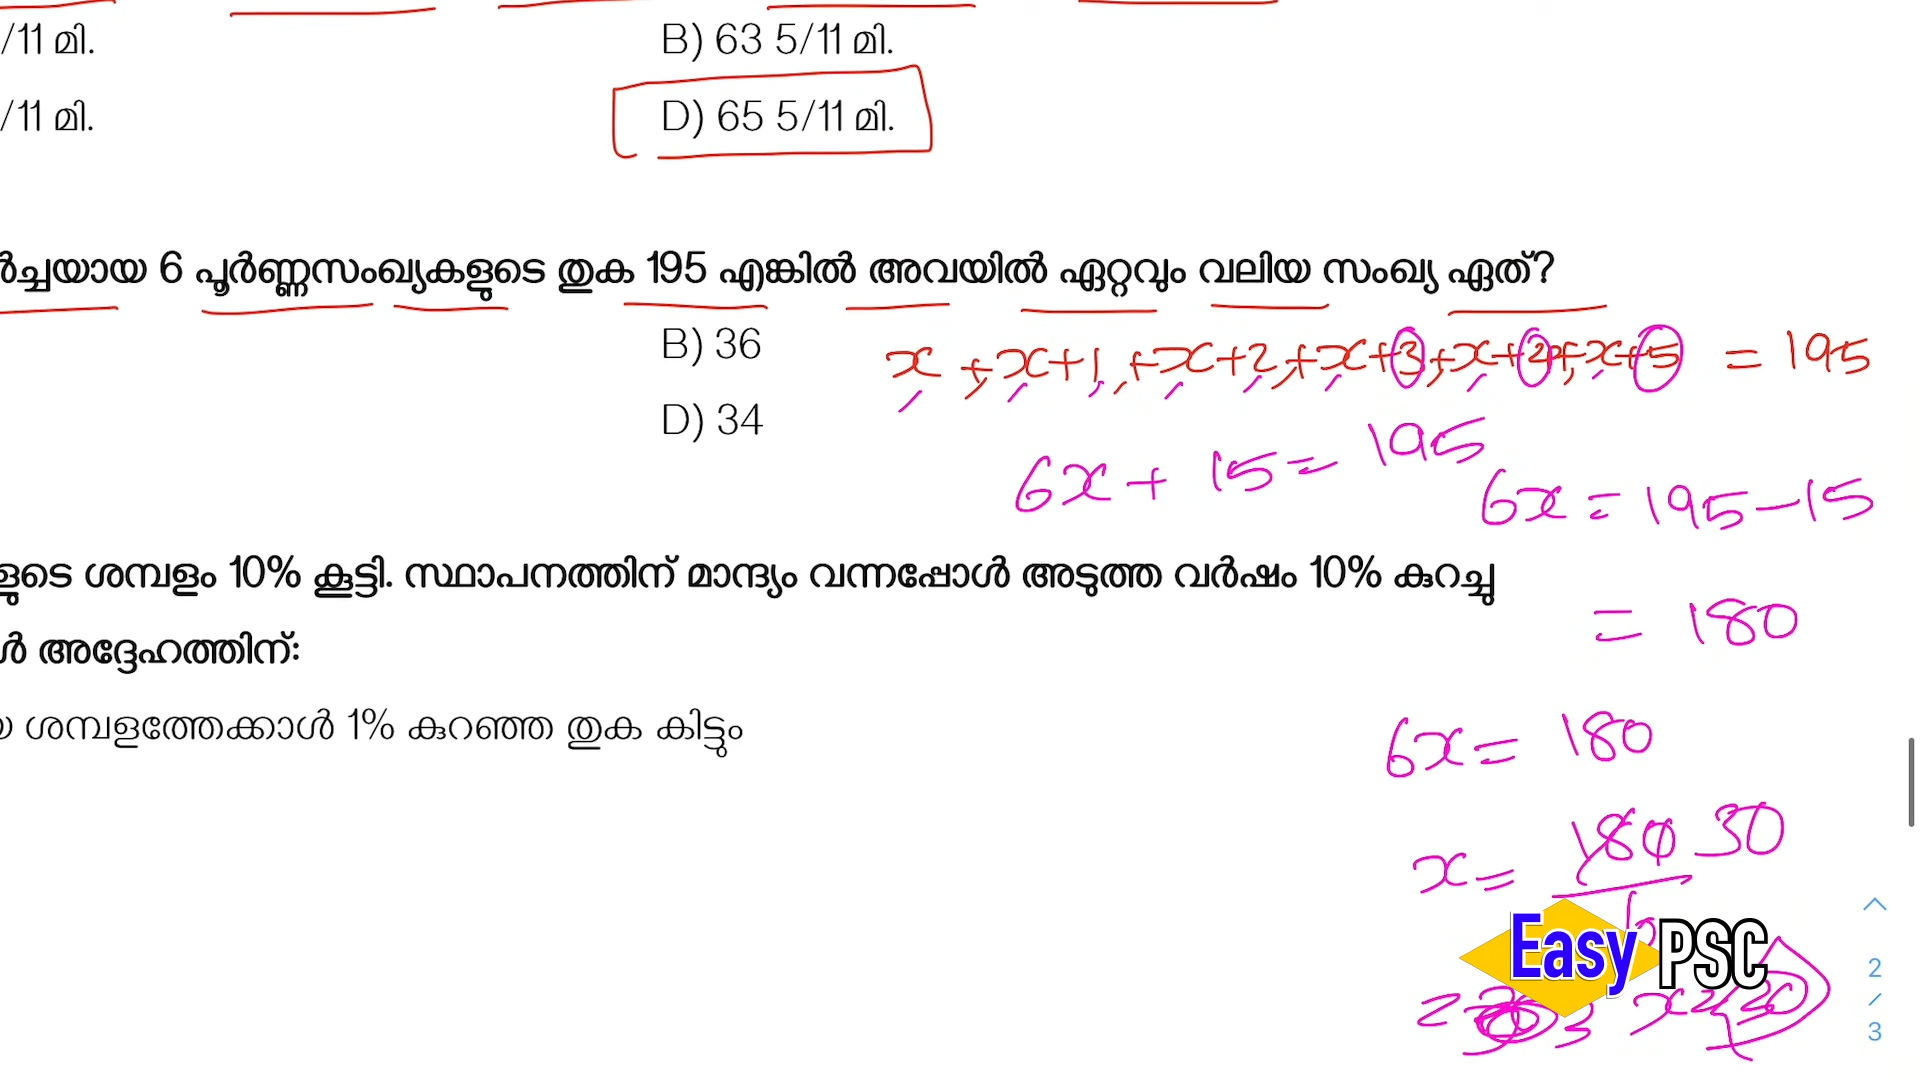 /11 മി.
B) 63 5/11 മി.
/11 മി.
D) 65 5/11 മി.
ർച്ചയായ 6 പൂർണ്ണസംഖ്യകളുടെ തുക 195 എങ്കിൽ അവയിൽ ഏറ്റവും വലിയ സംഖ്യ ഏത്?
B) 36
x + x+1, + x+2, + x+3, + x+4, + x+5 = 195
D) 34
6x + 15 = 195
6x = 195-15
ളുടെ ശമ്പളം 10% കൂട്ടി. സ്ഥാപനത്തിന് മാന്ദ്യം വന്നപ്പോൾ അടുത്ത വർഷം 10% കുറച്ചു
= 180
ൾ അദ്ദേഹത്തിന്:
ശമ്പളത്തേക്കാൾ 1% കുറഞ്ഞ തുക കിട്ടും
6x = 180
x = 180 30
6
Easy PSC
2
/
3